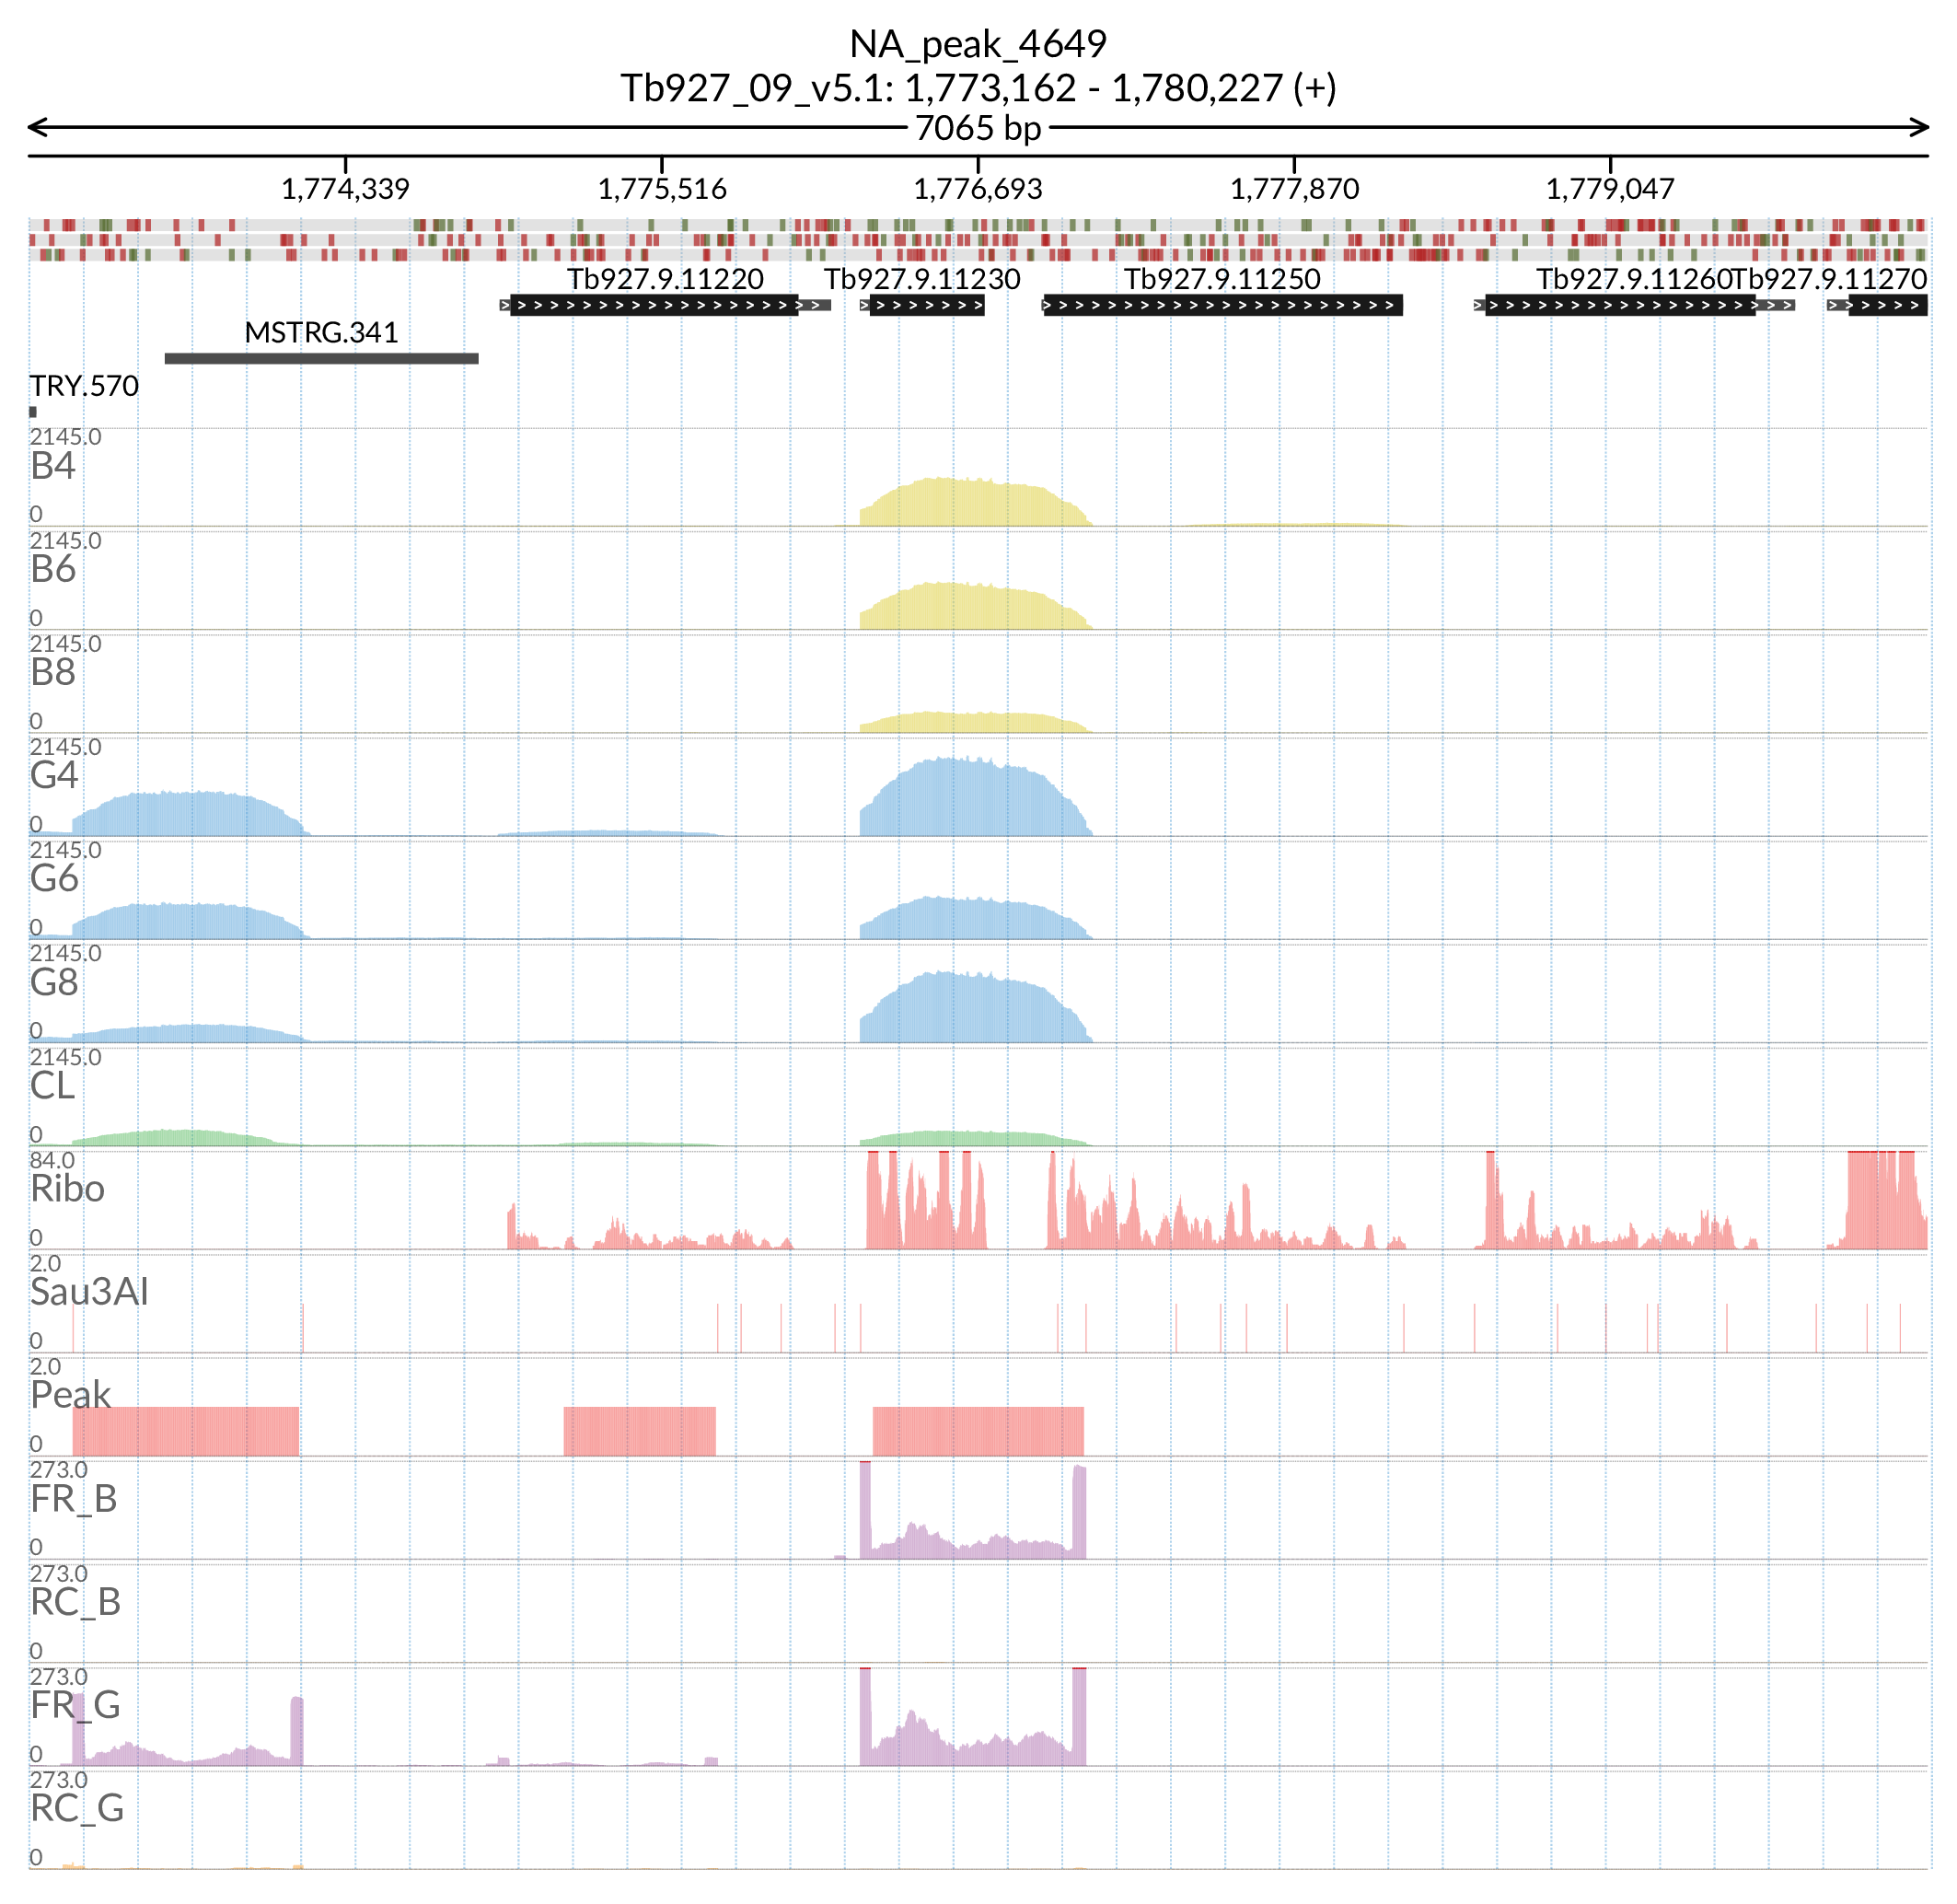 NA_peak_4649
Tb927_09_v5.1: 1,773,162 - 1,780,227 (+)
7065 bp
1,774,339 1,775,516 1,776,693 1,777,870 1,779,047
Tb927.9.11220 Tb927.9.11230 Tb927.9.11250 Tb927.9.11260 Tb927.9.11270
MSTRG.341
TRY.570
2145.0
B4
0
2145.0
B6
0
2145.0
B8
0
2145.0
G4
0
2145.0
G6
0
2145.0
G8
0
2145.0
CL
0
84.0
Ribo
0
2.0
Sau3AI
0
2.0
Peak
0
273.0
FR_B
0
273.0
RC_B
0
273.0
FR_G
0
273.0
RC_G
0